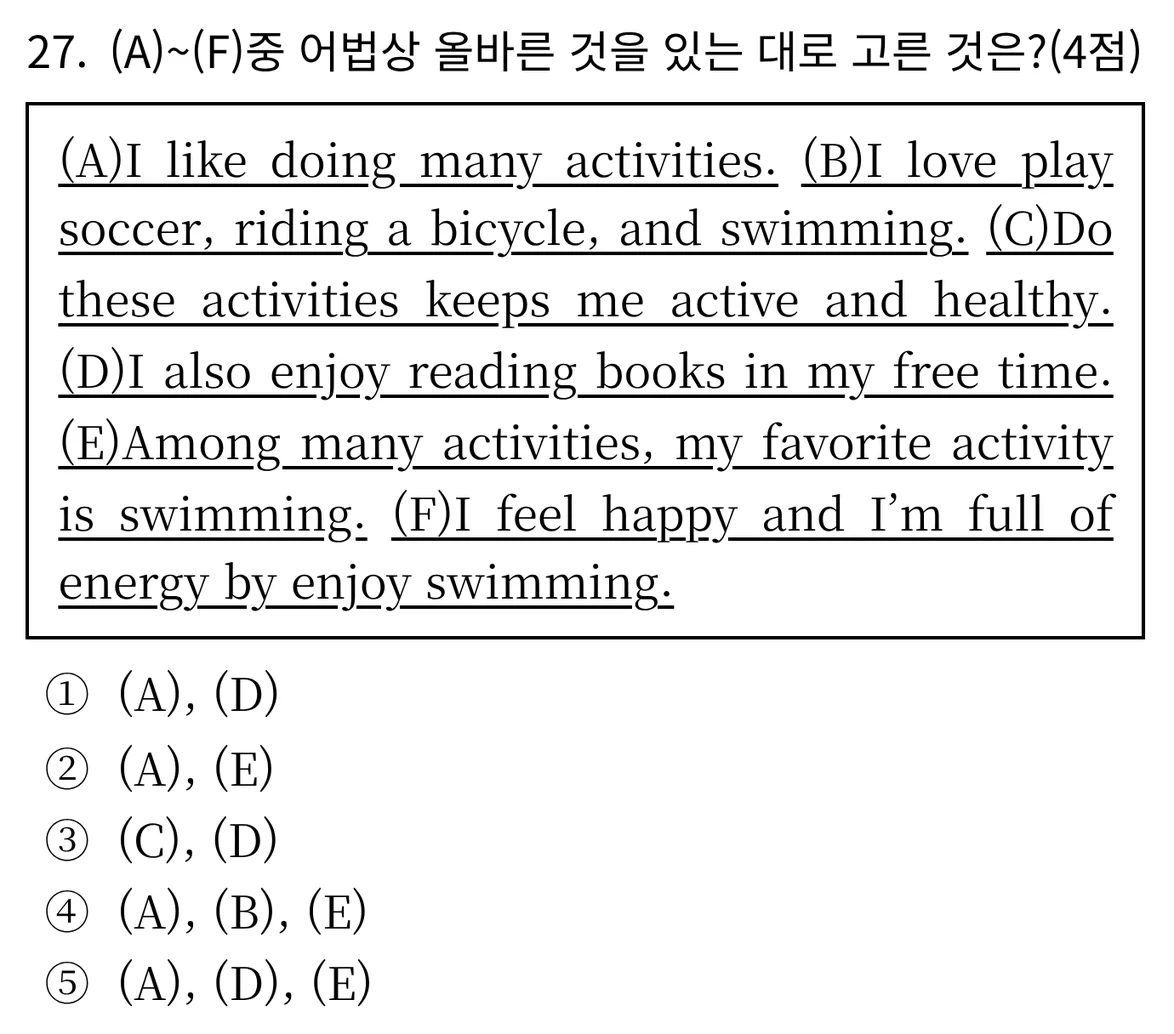 27. (A)~(F)중 어법상 올바른 것을 있는 대로 고른 것은?(4점)
(A)I like doing many activities. (B)I love play
soccer, riding a bicycle, and swimming. (C)Do
these activities keeps me active and healthy.
(D)I also enjoy reading books in my free time.
(E)Among many activities, my favorite activity
is swimming. (F)I feel happy and I’m full of
energy by enjoy swimming.
① (A), (D)
② (A), (E)
③ (C), (D)
④ (A), (B), (E)
⑤ (A), (D), (E)